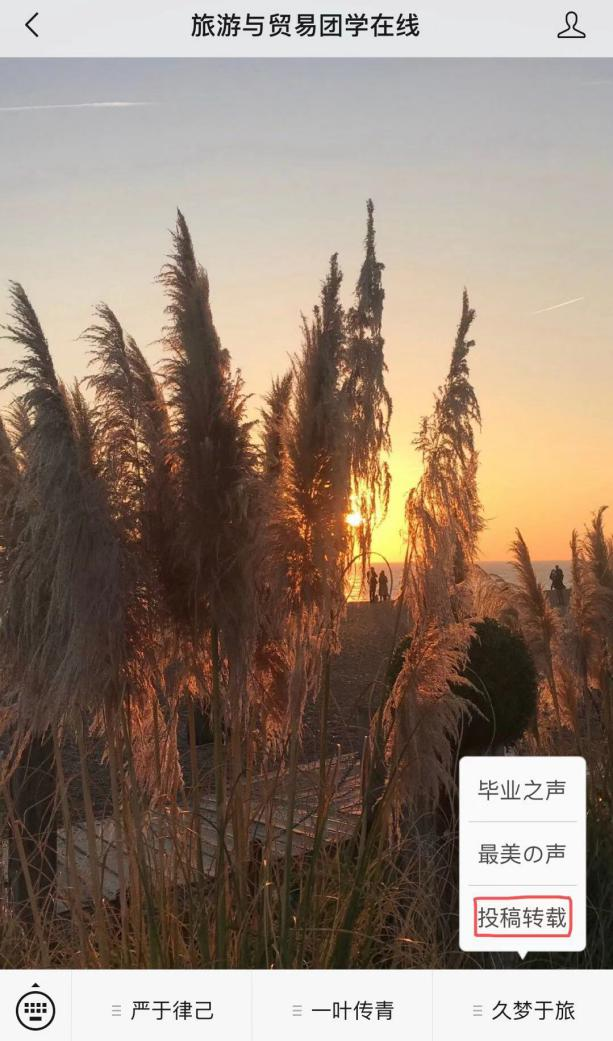 旅游与贸易团学在线
毕业之声
最美の声
投稿转载
严于律己
一叶传青
久梦于旅